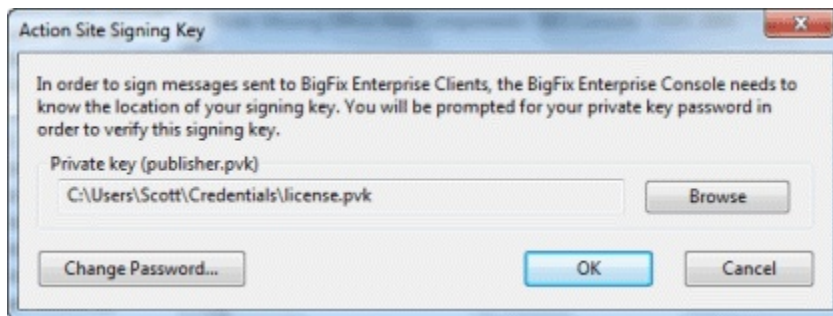 Action Site Signing Key
In order to sign messages sent to BigFix Enterprise Clients, the BigFix Enterprise Console needs to
know the location of your signing key. You will be prompted for your private key password in
order to verify this signing key.
Private key (publisher.pvk)
C:\Users\Scott\Credentials\license.pvk
Browse
Change Password...
OK
Cancel